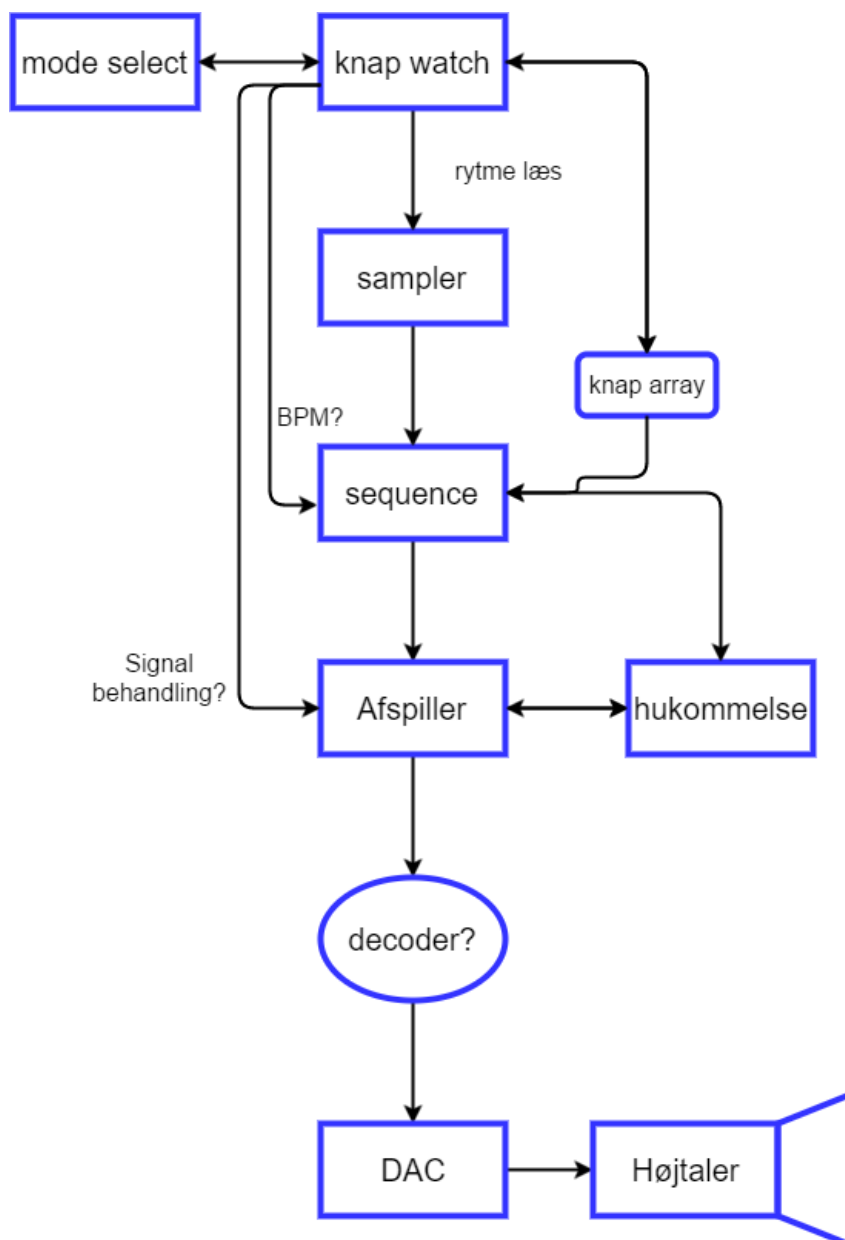 mode select
knap watch
rytme læs
sampler
knap array
BPM?
sequence
Signal
behandling?
Afspiller
hukommelse
decoder?
DAC
Højtaler